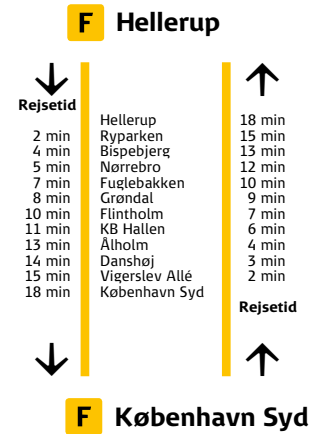 F Hellerup
Rejsetid
Hellerup 18 min
2 min Ryparken 15 min
4 min Bispebjerg 13 min
5 min Nørrebro 12 min
7 min Fuglebakken 10 min
8 min Grøndal 9 min
10 min Flintholm 7 min
11 min KB Hallen 6 min
13 min Ålholm 4 min
14 min Danshøj 3 min
15 min Vigerslev Allé 2 min
18 min København Syd
Rejsetid
F København Syd